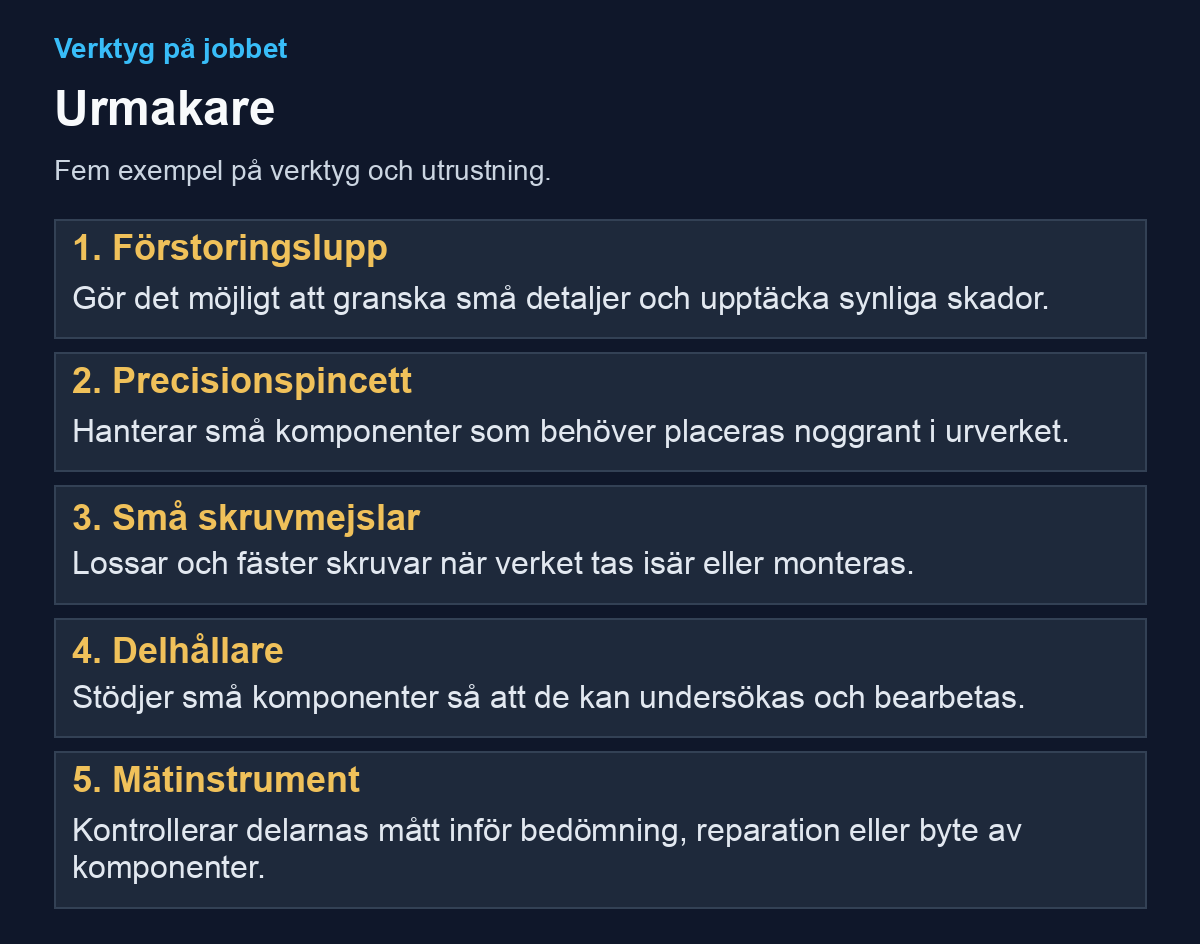 Verktyg på jobbet
Urmakare
Fem exempel på verktyg och utrustning.
1. Förstoringslupp
Gör det möjligt att granska små detaljer och upptäcka synliga skador.
2. Precisionspincett
Hanterar små komponenter som behöver placeras noggrant i urverket.
3. Små skruvmejslar
Lossar och fäster skruvar när verket tas isär eller monteras.
4. Delhållare
Stödjer små komponenter så att de kan undersökas och bearbetas.
5. Mätinstrument
Kontrollerar delarnas mått inför bedömning, reparation eller byte av
komponenter.